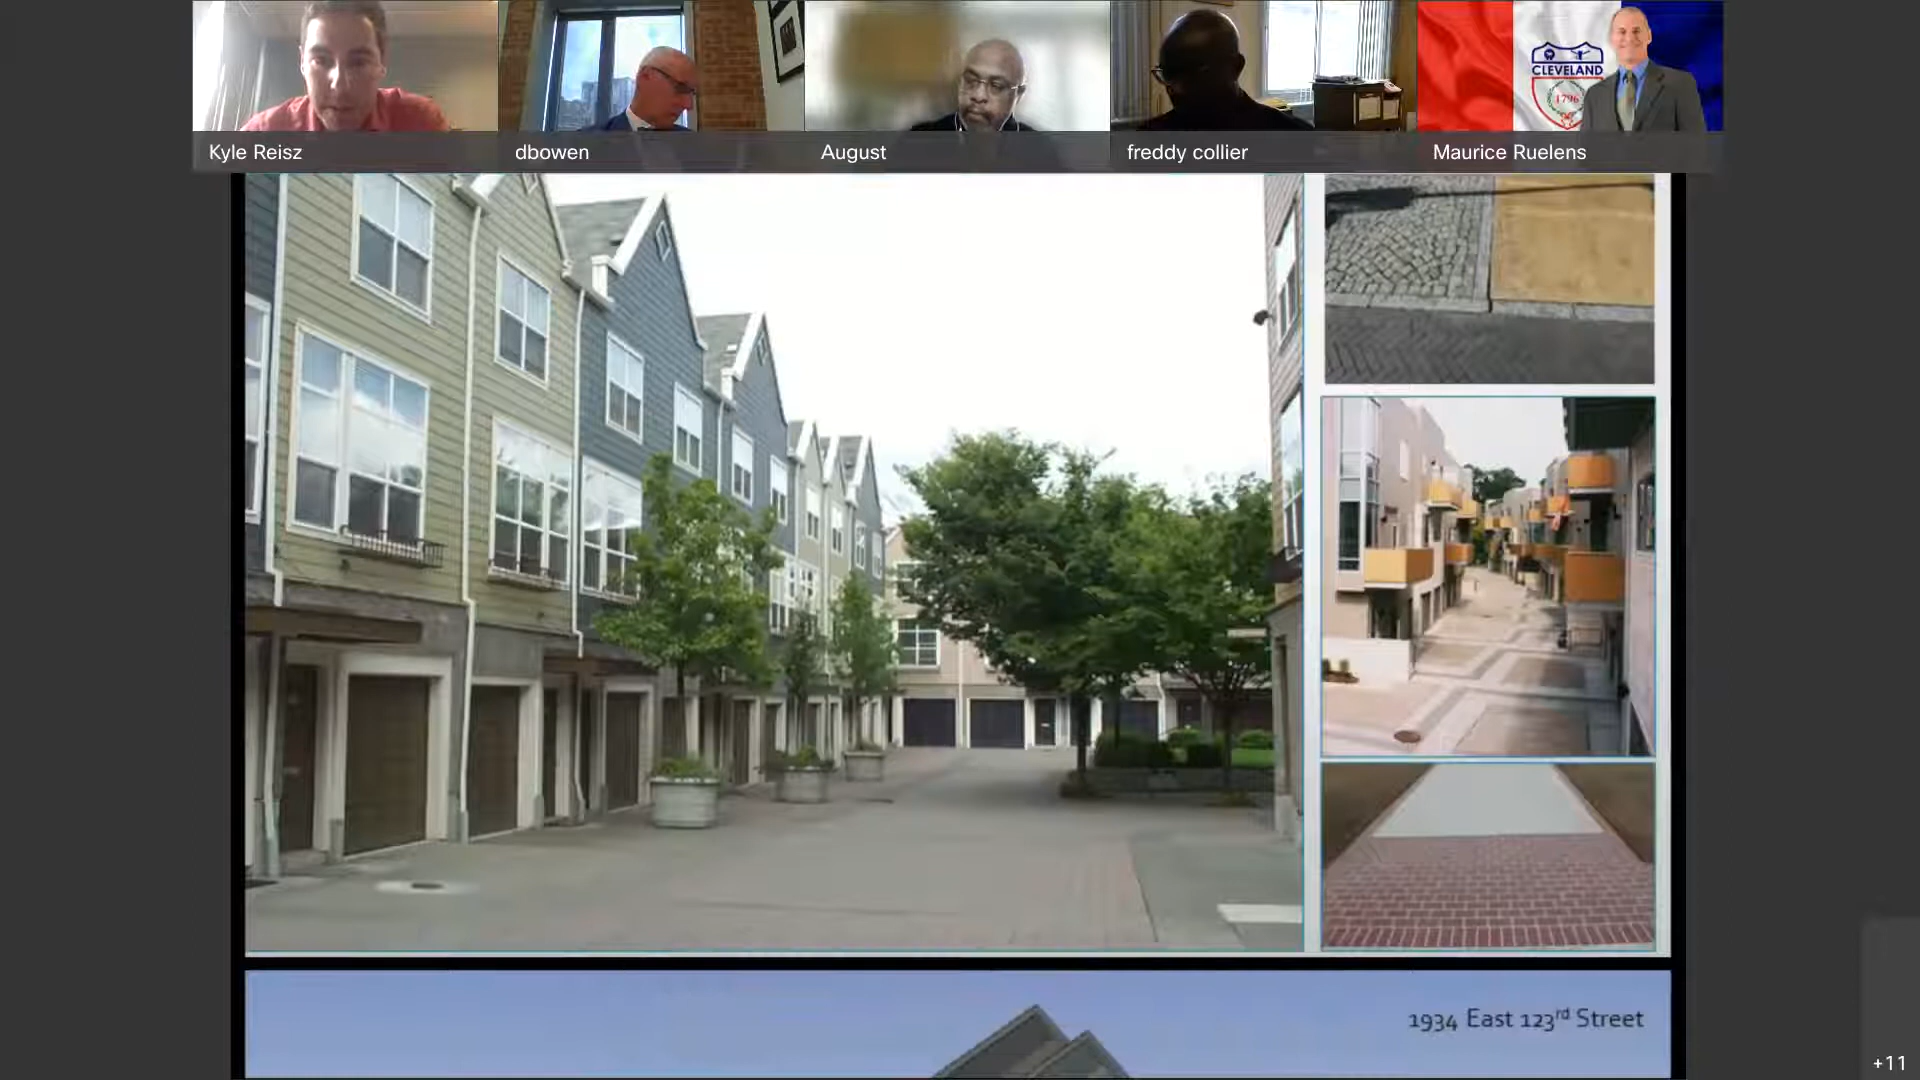 Kyle Reisz
dbowen
August
freddy collier
Maurice Ruelens
CLEVELAND
1796
1934 East 123rd Street
+11